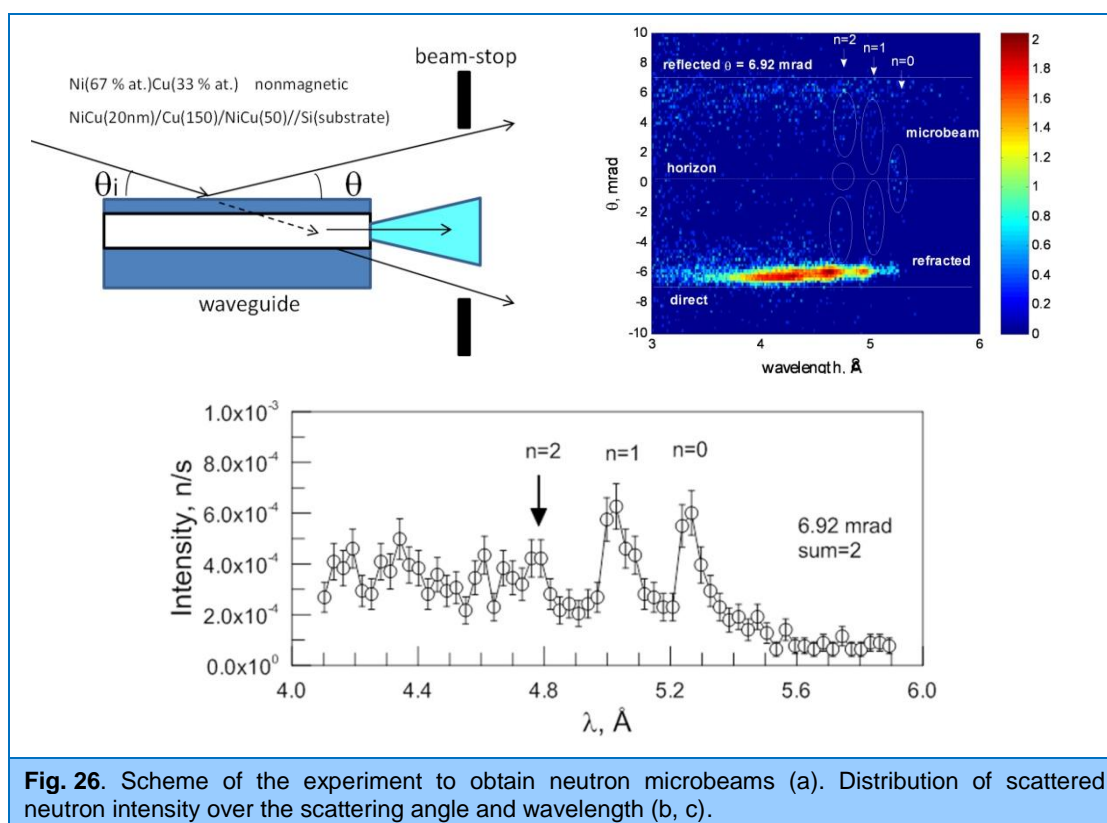 beam-stop
Ni(67 % at.)Cu(33 % at.) nonmagnetic
NiCu(20nm)/Cu(150)/NiCu(50)//Si(substrate)
θi
θ
waveguide
n=2
n=1
n=0
reflected θ = 6.92 mrad
microbeam
horizon
refracted
direct
10
8
6
4
2
0
-2
-4
-6
-8
-10
θ, mrad
3
4
5
6
wavelength, Å
2
1.8
1.6
1.4
1.2
1
0.8
0.6
0.4
0.2
0
1.0x10⁻³
8.0x10⁻⁴
6.0x10⁻⁴
4.0x10⁻⁴
2.0x10⁻⁴
0.0x10⁰
Intensity, n/s
n=2
n=1
n=0
6.92 mrad
sum=2
4.0
4.4
4.8
5.2
5.6
6.0
λ, Å
Fig. 26. Scheme of the experiment to obtain neutron microbeams (a). Distribution of scattered
neutron intensity over the scattering angle and wavelength (b, c).